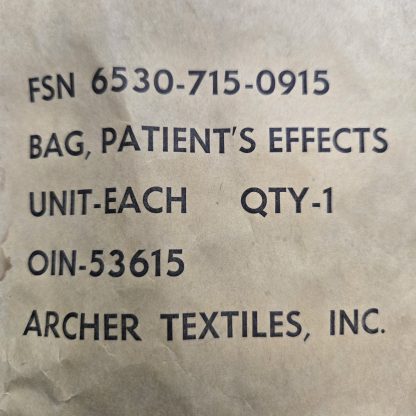 FSN 6530-715-0915
BAG, PATIENT'S EFFECTS
UNIT-EACH QTY-1
OIN-53615
ARCHER TEXTILES, INC.